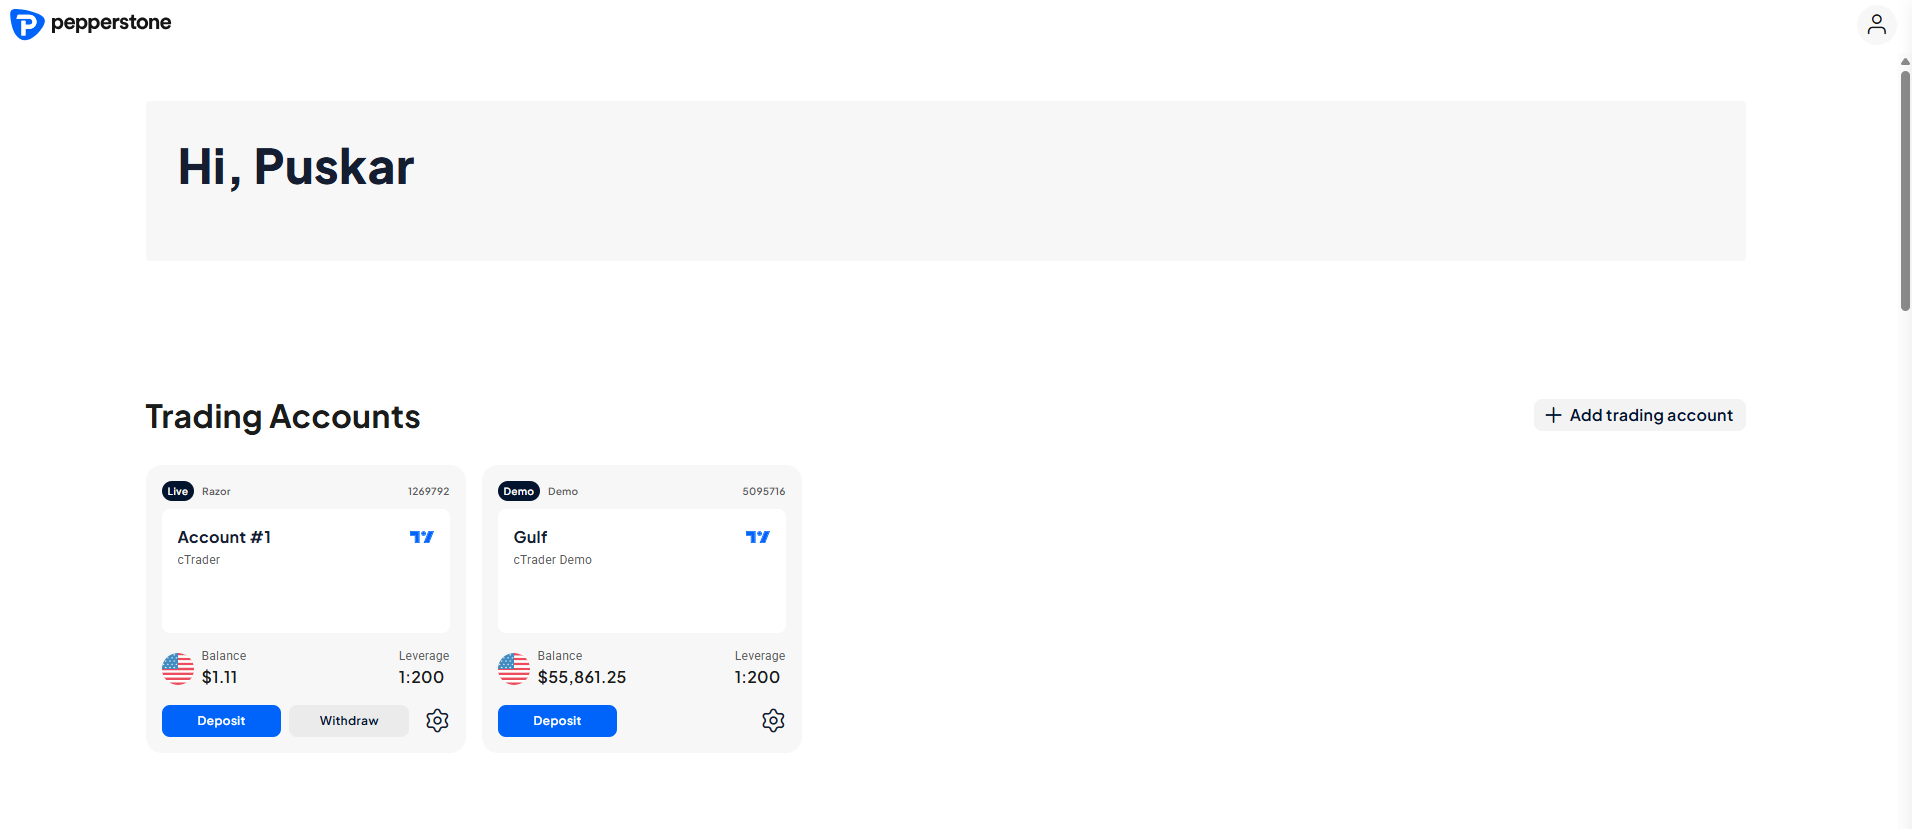 pepperstone
Hi, Puskar
Trading Accounts
Add trading account
Live Razor 1269792
Account #1
cTrader
Balance Leverage
$1.11 1:200
Deposit Withdraw
Demo Demo 5095716
Gulf
cTrader Demo
Balance Leverage
$55,861.25 1:200
Deposit